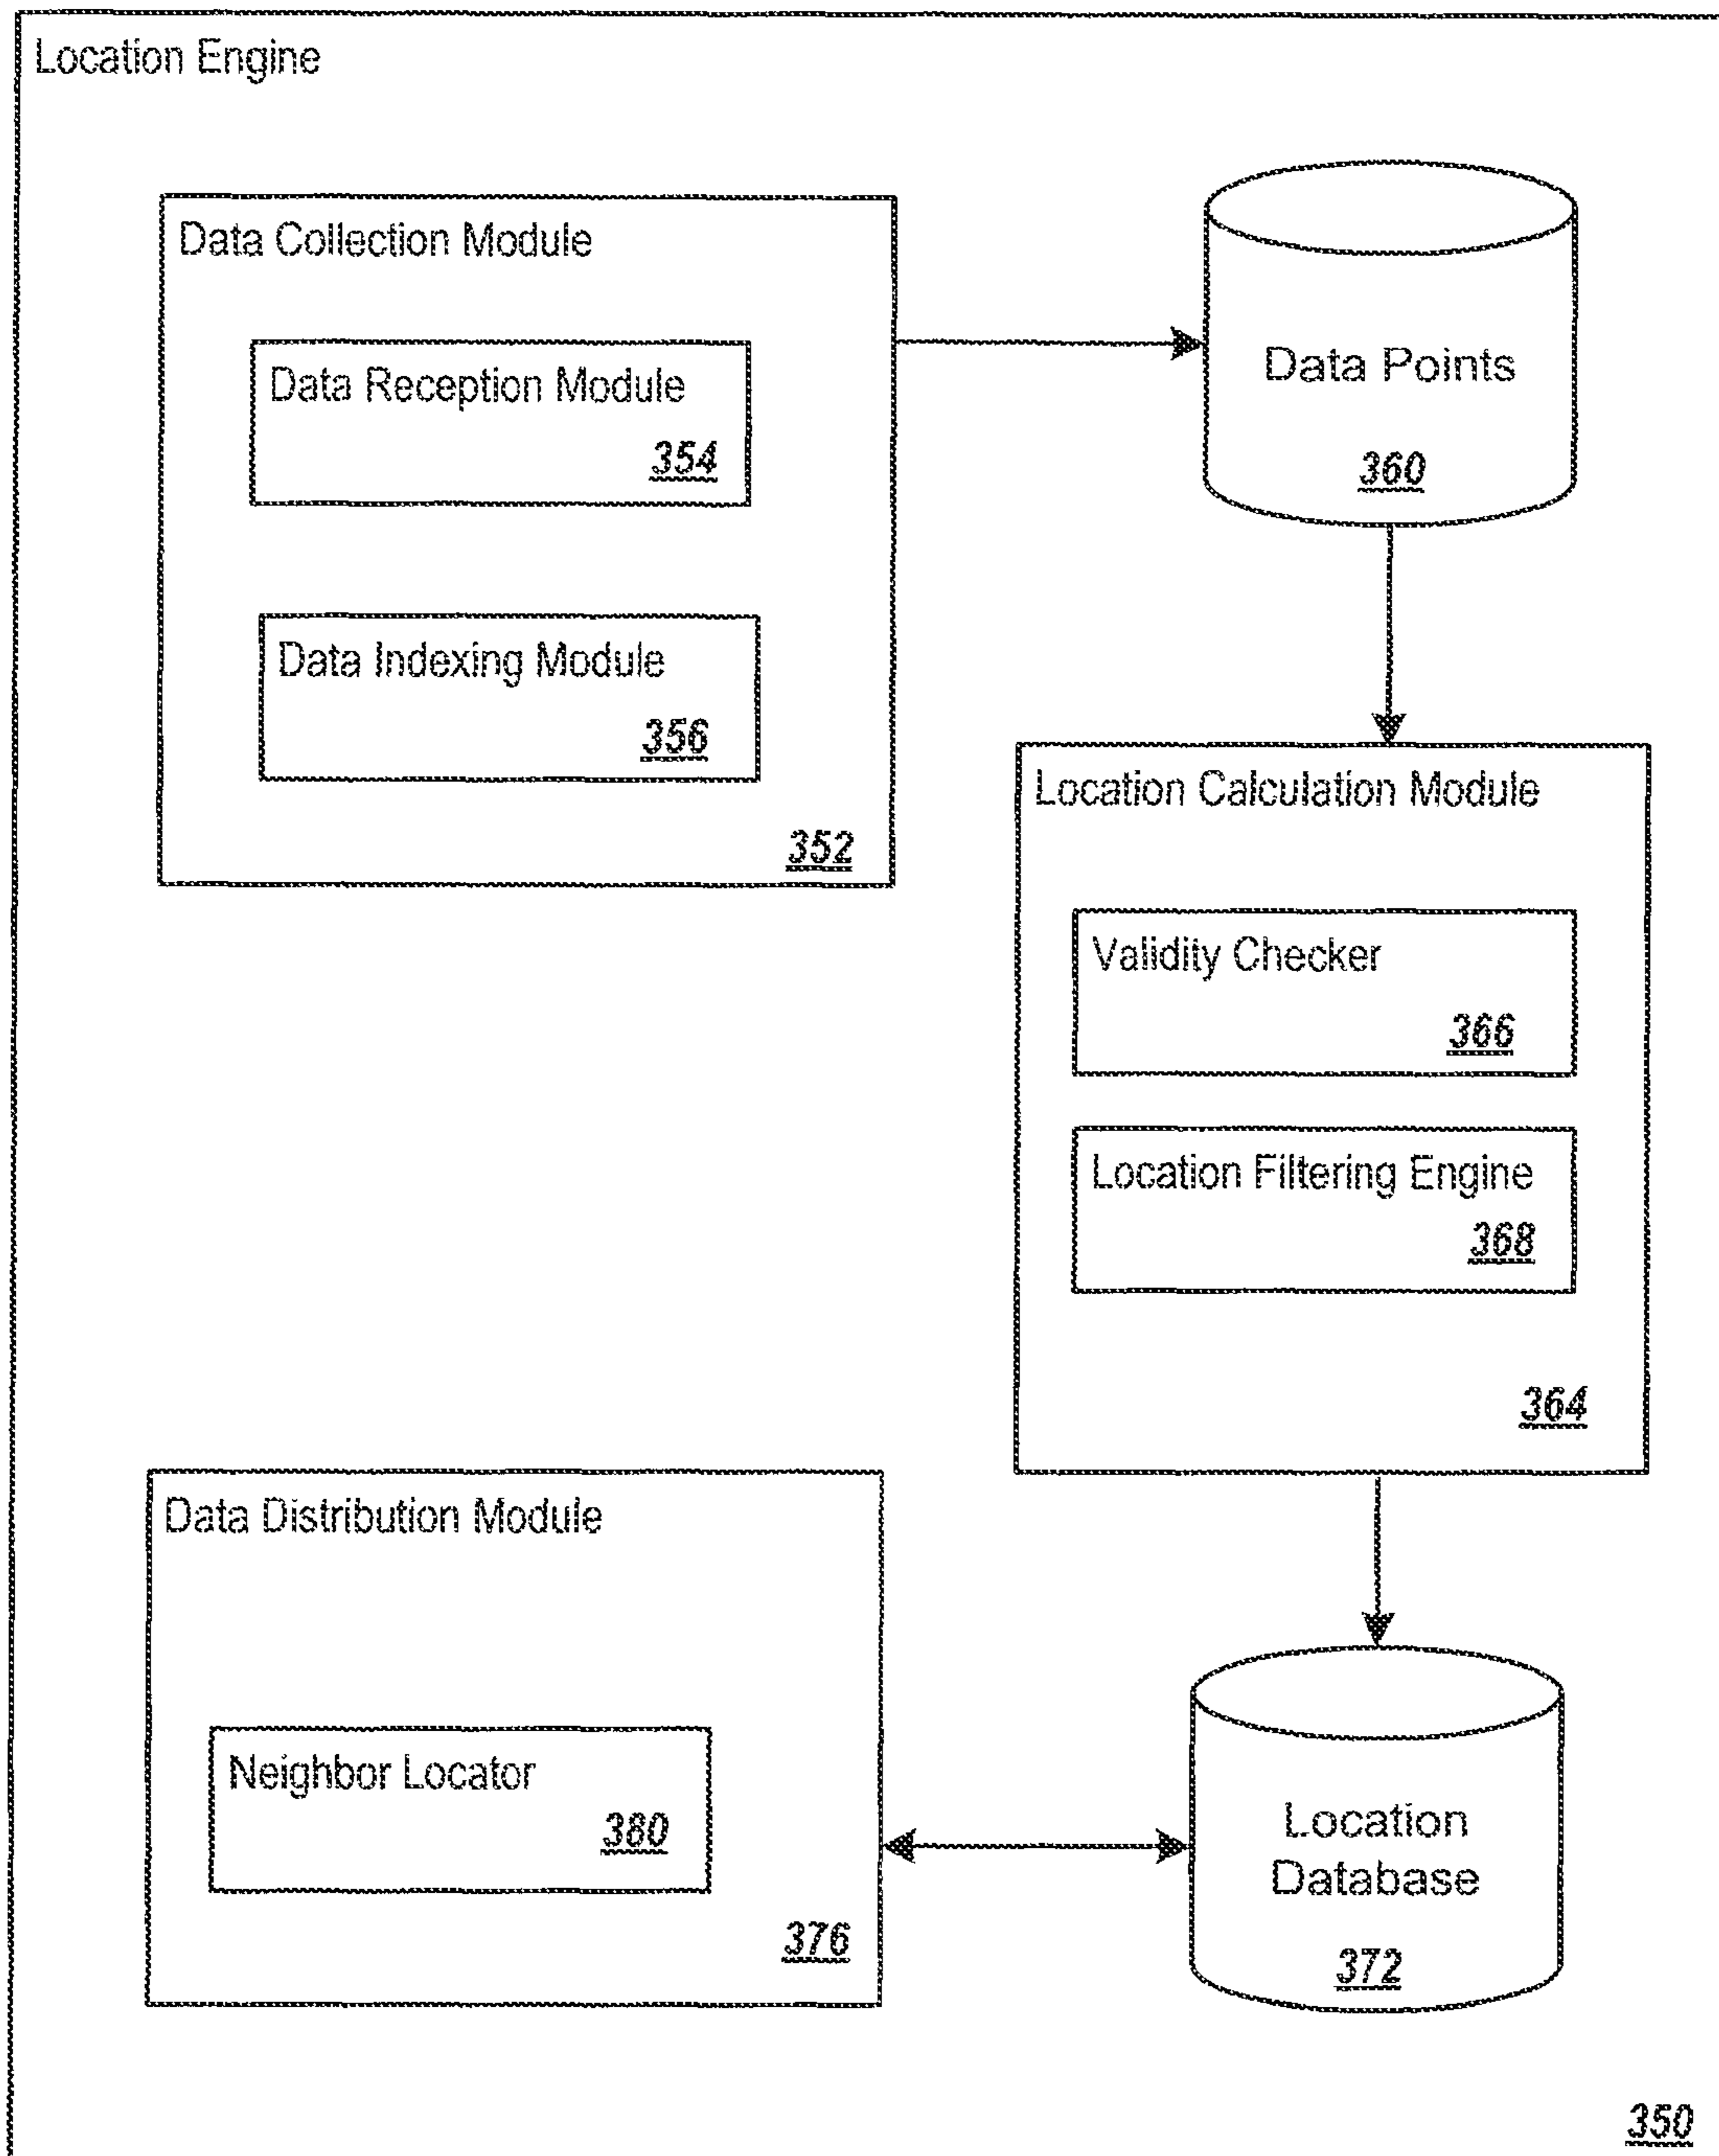 Location Engine
Data Collection Module
Data Reception Module
354
Data Indexing Module
356
352
Data Points
360
Location Calculation Module
Validity Checker
366
Location Filtering Engine
368
364
Data Distribution Module
Neighbor Locator
380
376
Location
Database
372
350